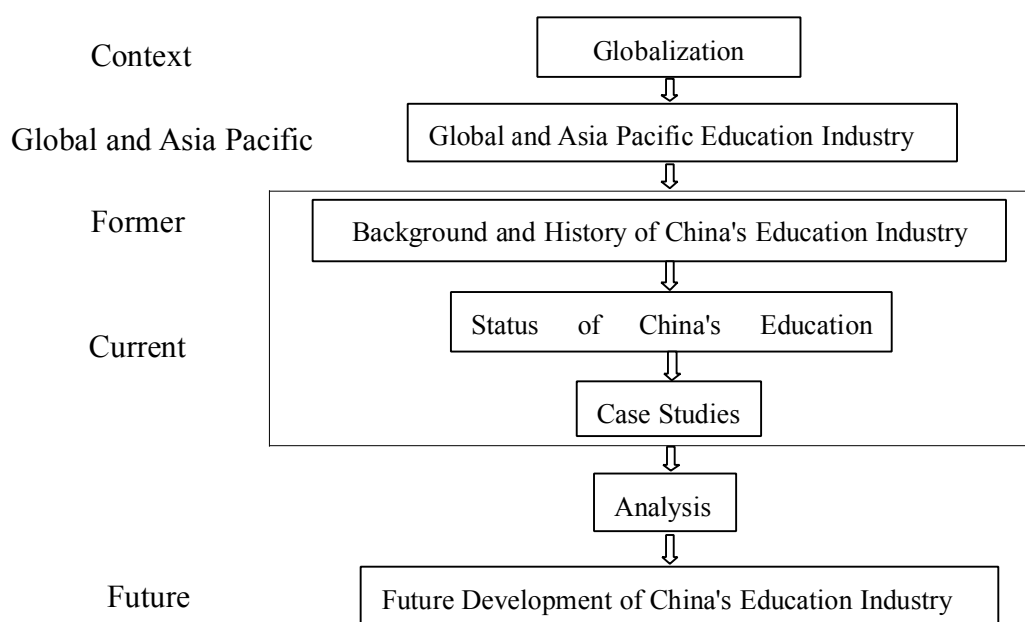 Context
Globalization
Global and Asia Pacific
Global and Asia Pacific Education Industry
Former
Background and History of China's Education Industry
Status of China's Education
Current
Case Studies
Analysis
Future
Future Development of China's Education Industry